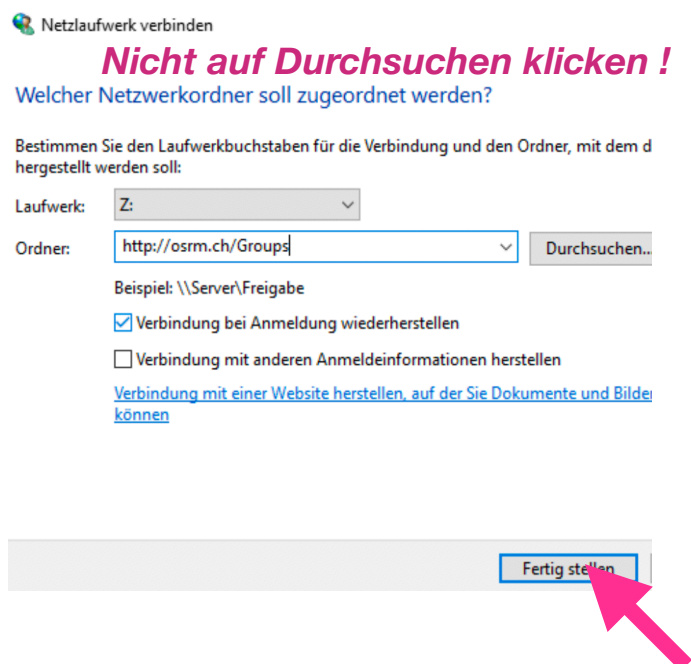 Netzlaufwerk verbinden
Nicht auf Durchsuchen klicken !
Welcher Netzwerkordner soll zugeordnet werden?
Bestimmen Sie den Laufwerkbuchstaben für die Verbindung und den Ordner, mit dem d
hergestellt werden soll:
Laufwerk: Z:
Ordner: http://osrm.ch/Groups Durchsuchen...
Beispiel: \\Server\Freigabe
Verbindung bei Anmeldung wiederherstellen
Verbindung mit anderen Anmeldeinformationen herstellen
Verbindung mit einer Website herstellen, auf der Sie Dokumente und Bilder
können
Fertig stellen